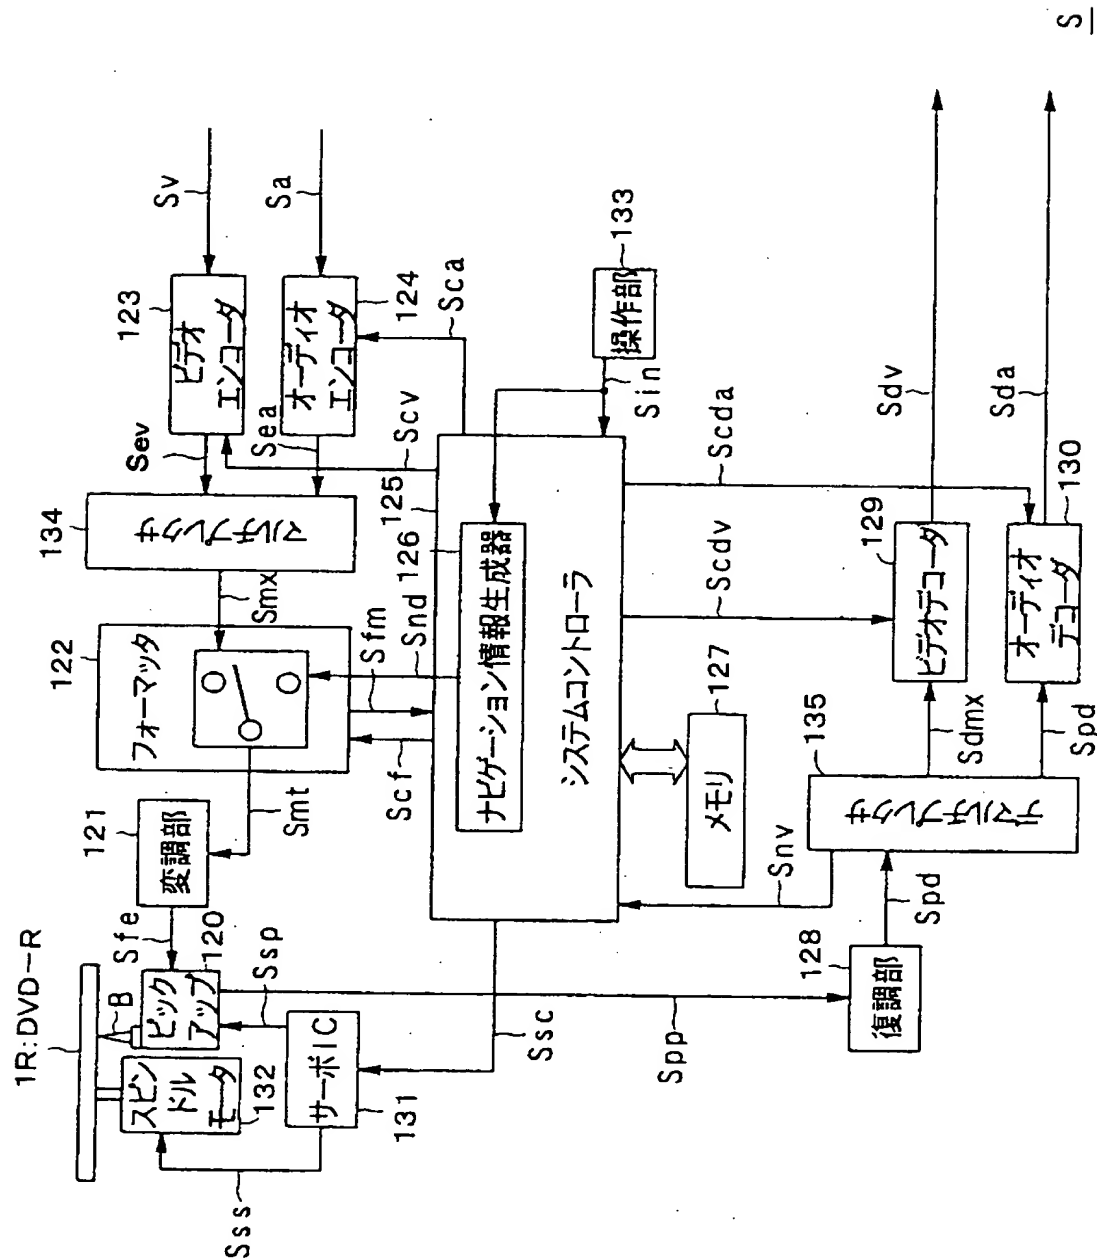 S
1R:DVD-R
B
スピン
ドル
モータ
132
ピック
アップ
120
Sfe
変調部
121
Smt
フォーマッタ
122
Smx
マルチプレクサ
134
Sev
Sea
ビデオ
エンコーダ
123
オーディオ
エンコーダ
124
Sv
Sa
Sca
Scv
Scf
Sfm
Snd
125
126
ナビゲーション情報生成器
システムコントローラ
操作部
133
Sin
メモリ
127
Sss
サーボIC
131
Ssp
Ssc
Spp
復調部
128
Spd
Snv
デマルチプレクサ
135
Sdmx
Spd
Scdv
Scda
ビデオデコーダ
129
オーディオ
デコーダ
130
Sdv
Sda